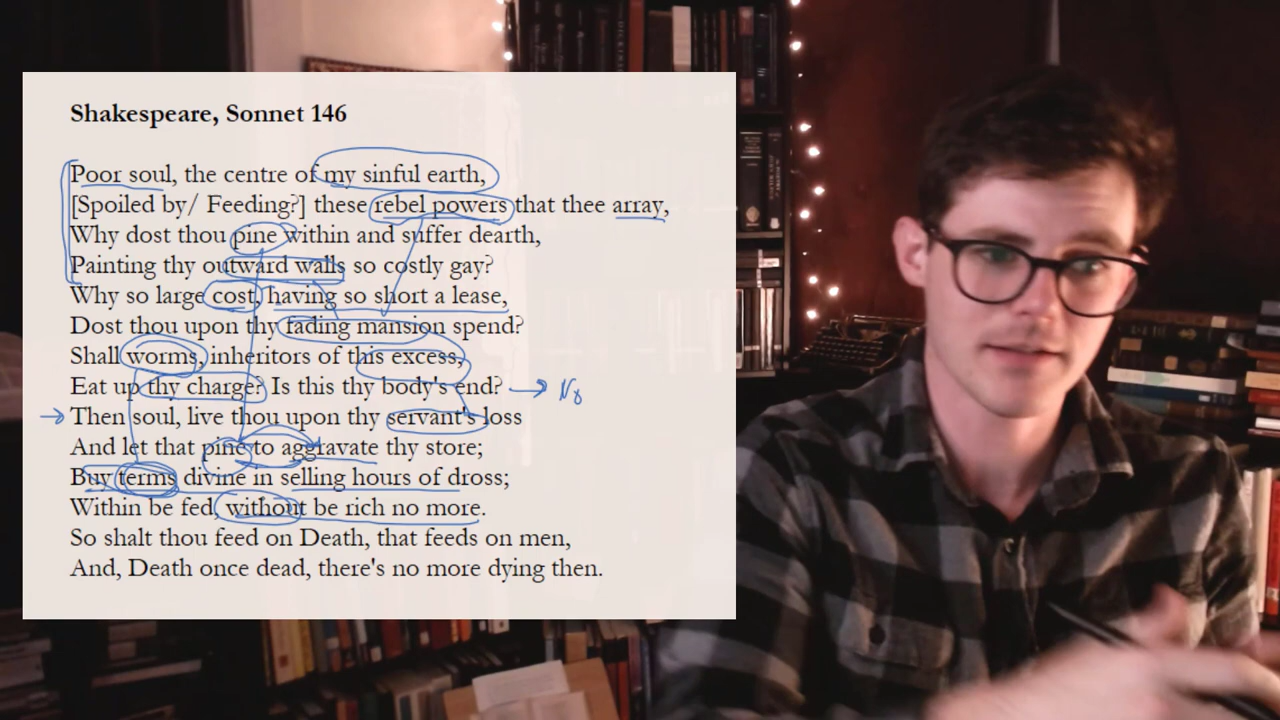 Shakespeare, Sonnet 146
Poor soul, the centre of my sinful earth,
[Spoiled by/ Feeding?] these rebel powers that thee array,
Why dost thou pine within and suffer dearth,
Painting thy outward walls so costly gay?
Why so large cost, having so short a lease,
Dost thou upon thy fading mansion spend?
Shall worms, inheritors of this excess,
Eat up thy charge? Is this thy body's end? → No
Then soul, live thou upon thy servant's loss
And let that pine to aggravate thy store;
Buy terms divine in selling hours of dross;
Within be fed, without be rich no more.
So shalt thou feed on Death, that feeds on men,
And, Death once dead, there's no more dying then.